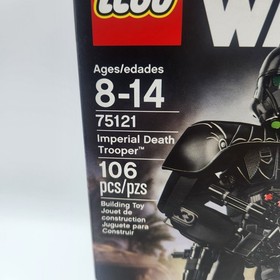 LEGO
WA
Ages/edades
8-14
75121
Imperial Death
Trooper™
106
pcs/pzs
Building Toy
Jouet de
construction
Juguete para
Construir